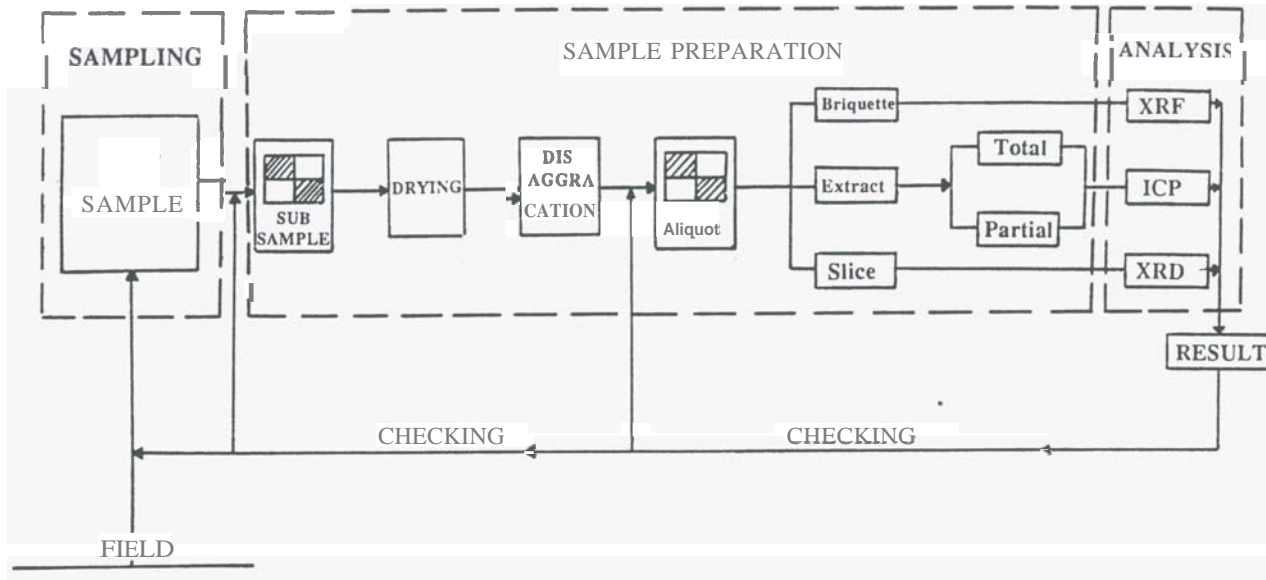 SAMPLING
SAMPLE PREPARATION
ANALYSIS
SAMPLE
SUB
SAMPLE
DRYING
DIS
AGGRA
CATION
Aliquot
Briquette
Extract
Slice
Total
Partial
XRF
ICP
XRD
RESULT
CHECKING
CHECKING
FIELD